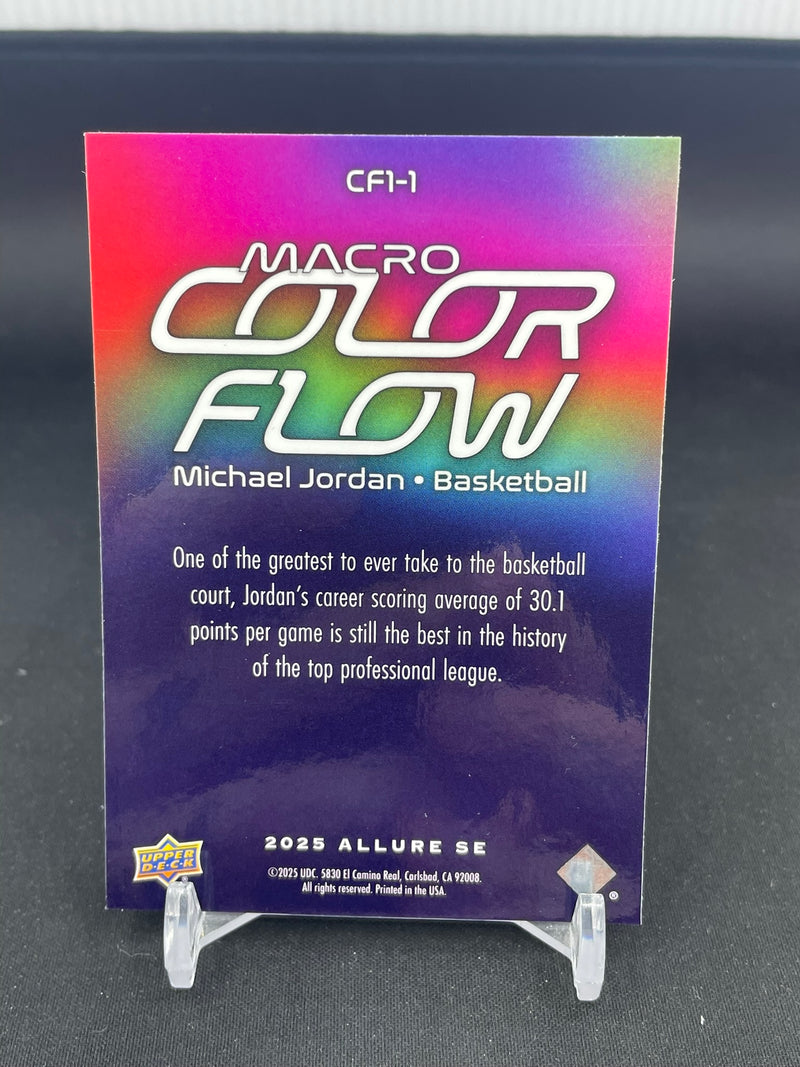 CF1-1
MACRO
COLOR
FLOW
Michael Jordan • Basketball
One of the greatest to ever take to the basketball
court, Jordan's career scoring average of 30.1
points per game is still the best in the history
of the top professional league.
2025 ALLURE SE
UPPER
D·E·C·K
©2025 UDC. 5830 El Camino Real, Carlsbad, CA 92008.
All rights reserved. Printed in the USA.
®